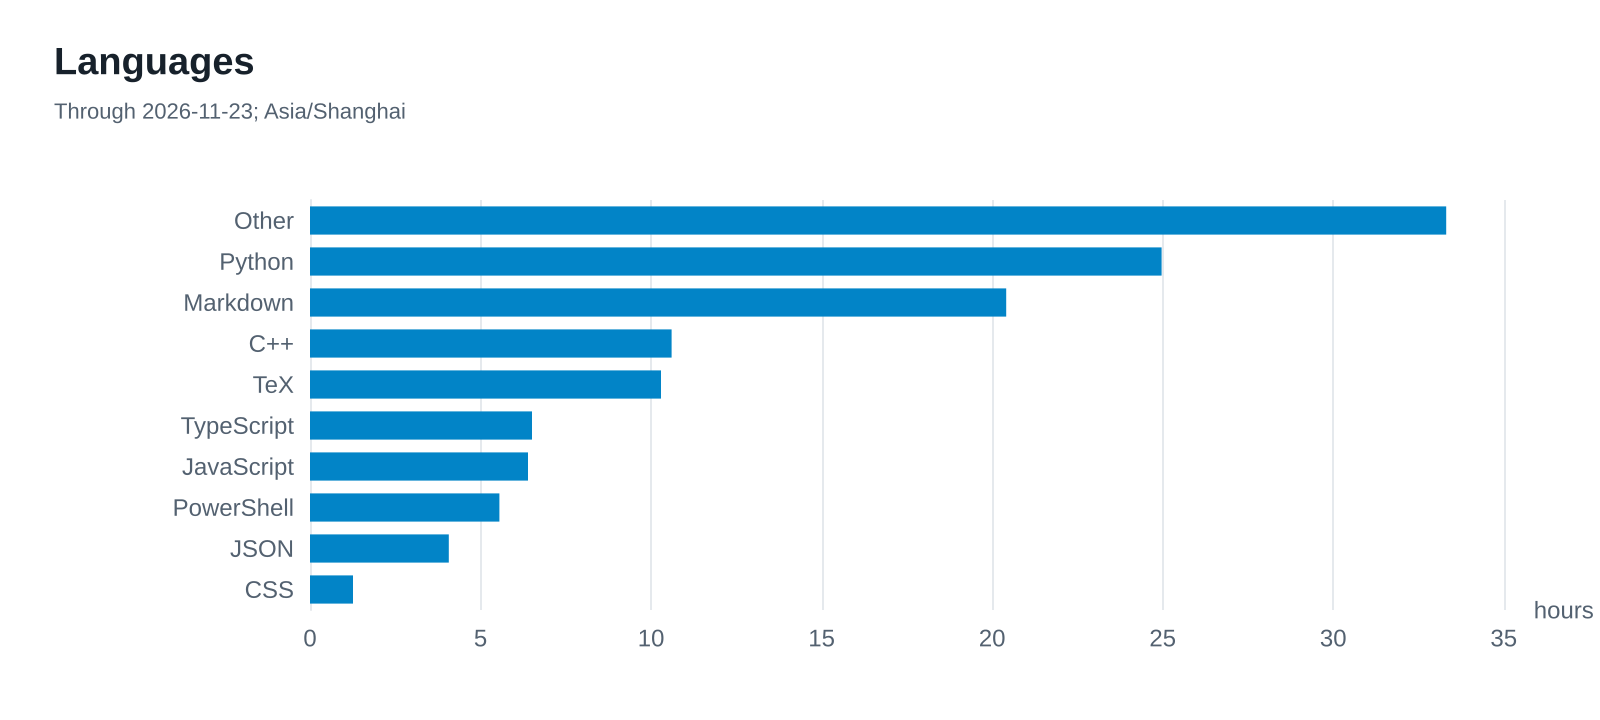 Languages
Through 2026-11-23; Asia/Shanghai
Other
Python
Markdown
C++
TeX
TypeScript
JavaScript
PowerShell
JSON
CSS
hours
0 5 10 15 20 25 30 35